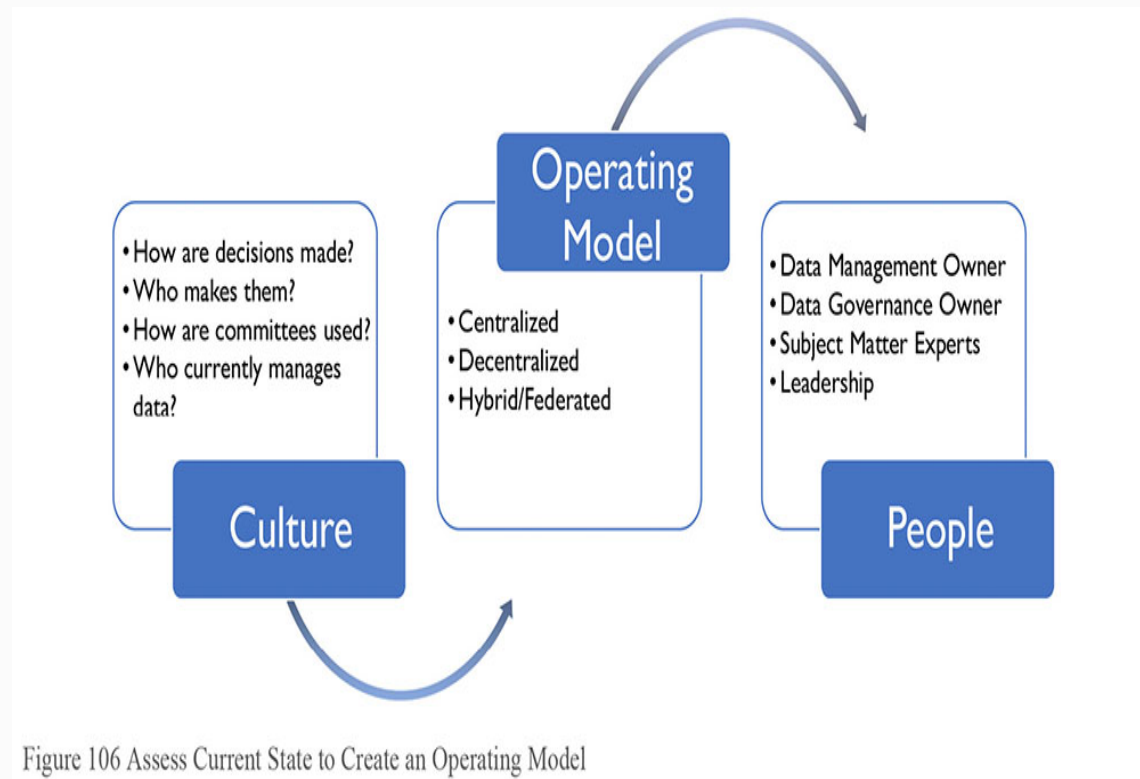 • How are decisions made?
• Who makes them?
• How are committees used?
• Who currently manages
data?
Culture
Operating
Model
• Centralized
• Decentralized
• Hybrid/Federated
• Data Management Owner
• Data Governance Owner
• Subject Matter Experts
• Leadership
People
Figure 106 Assess Current State to Create an Operating Model